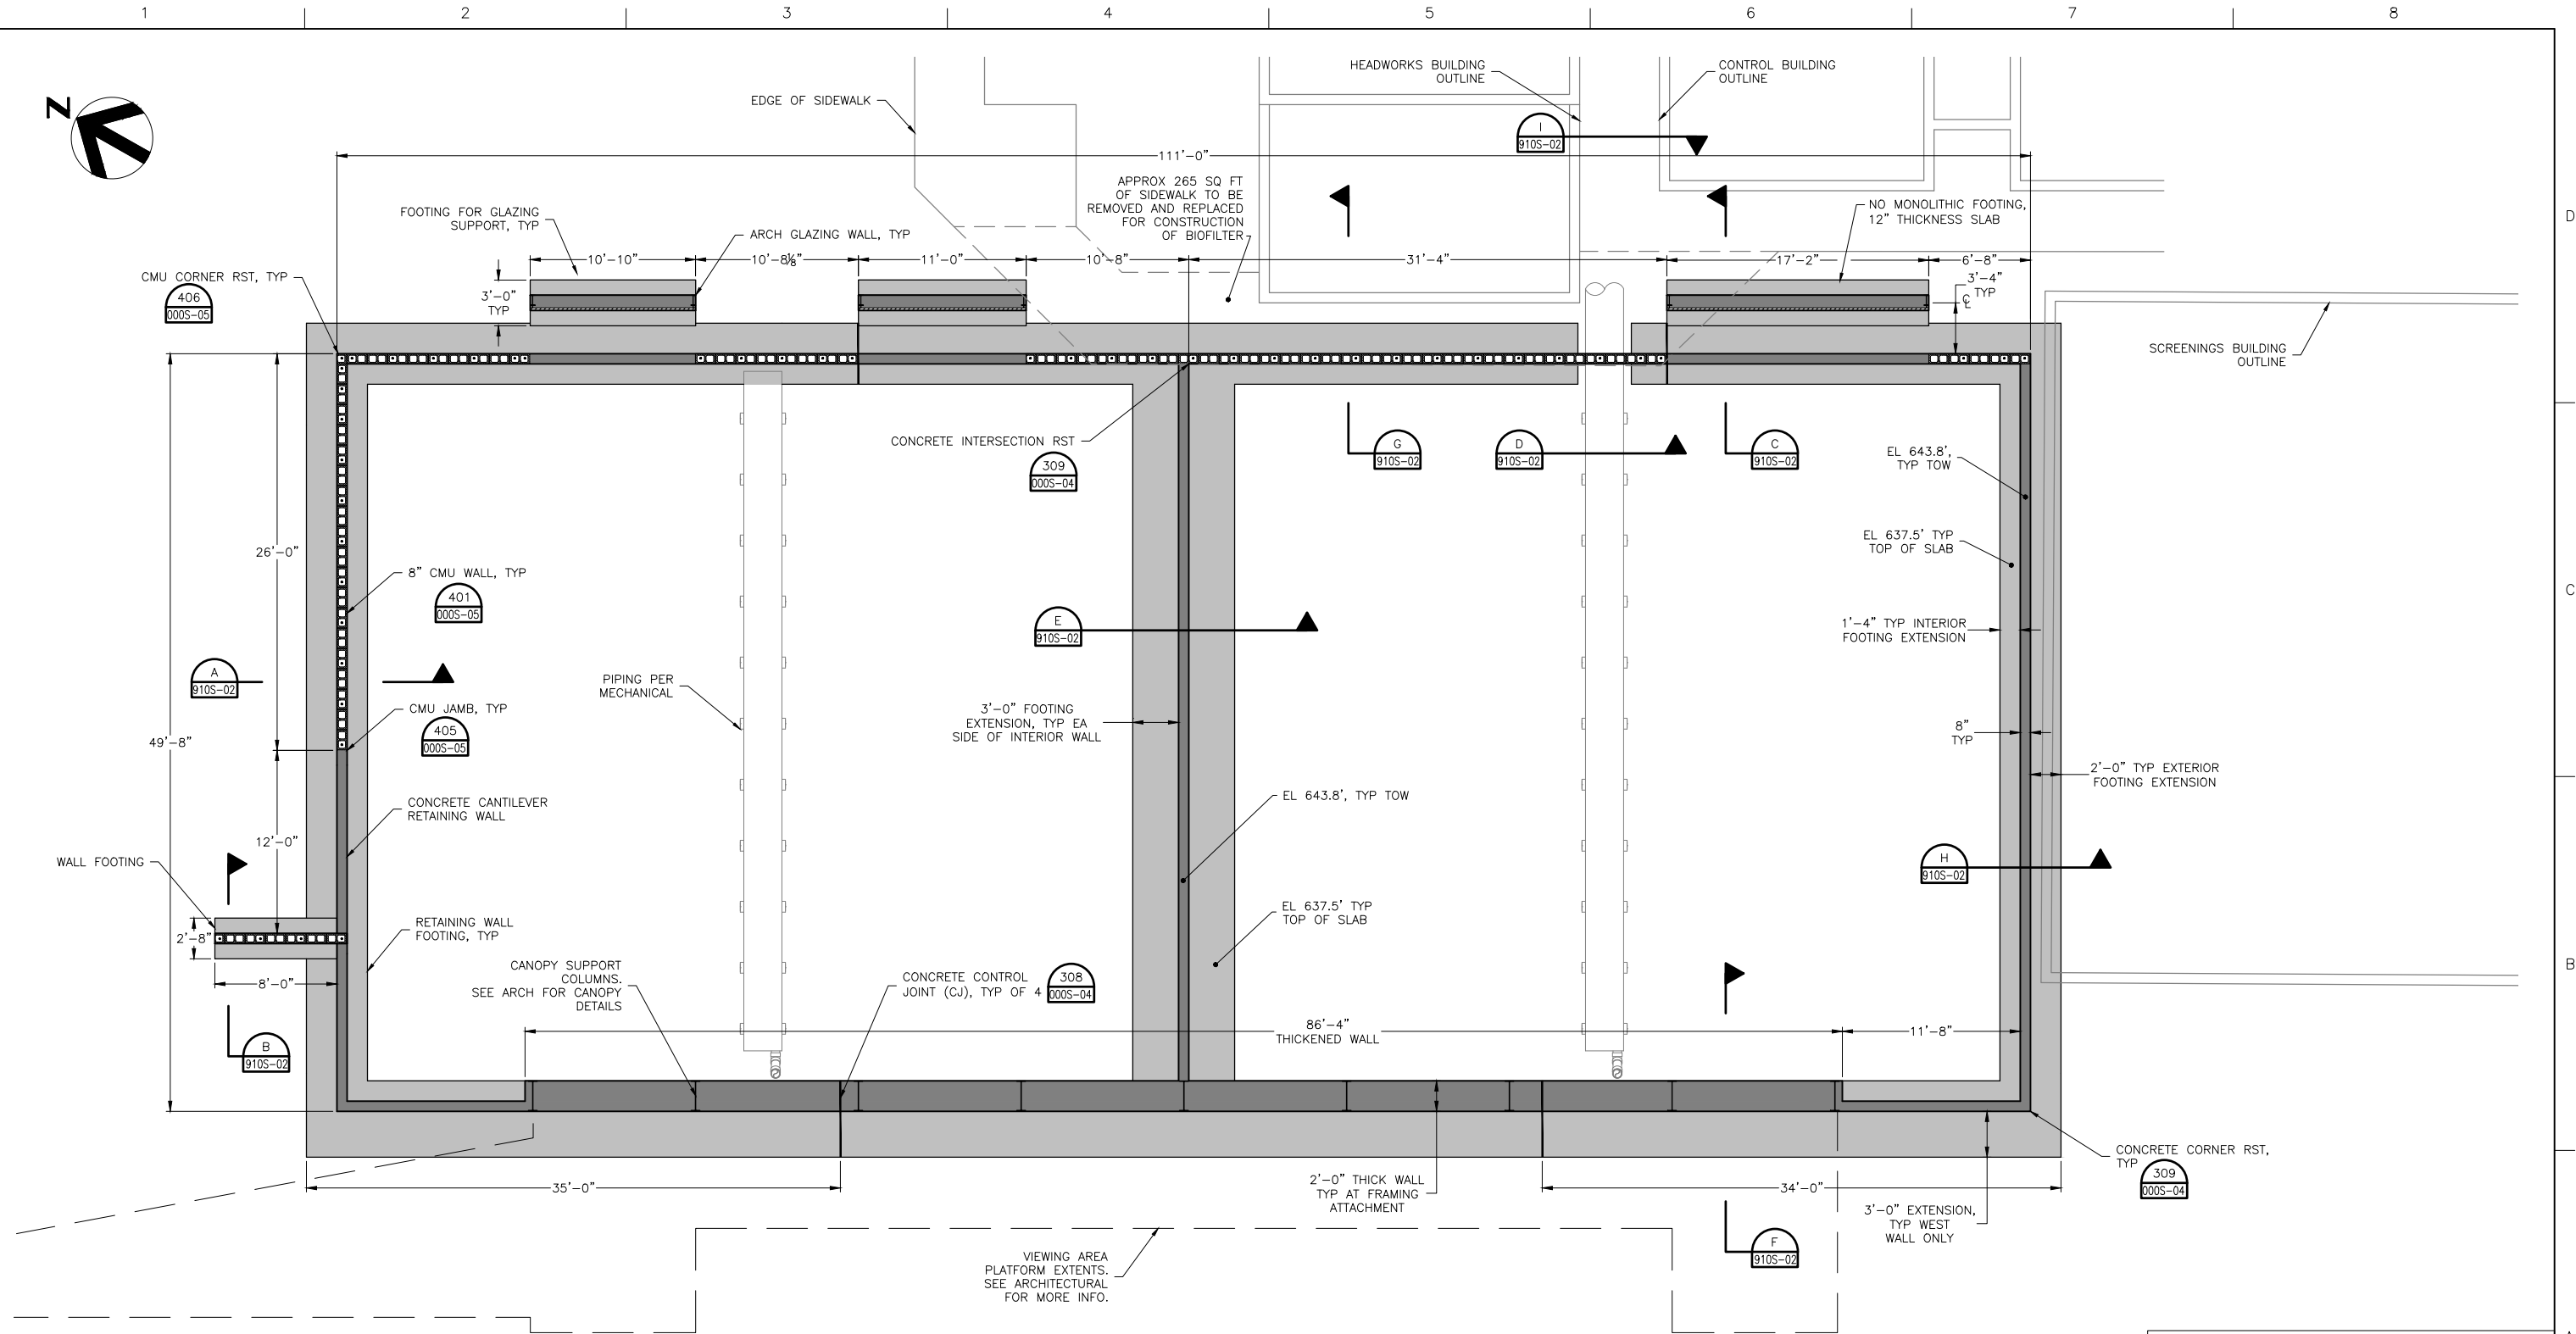 1 2 3 4 5 6 7 8
D
C
B
N
HEADWORKS BUILDING
OUTLINE
CONTROL BUILDING
OUTLINE
EDGE OF SIDEWALK
I
910S-02
111'-0"
APPROX 265 SQ FT
OF SIDEWALK TO BE
REMOVED AND REPLACED
FOR CONSTRUCTION
OF BIOFILTER
FOOTING FOR GLAZING
SUPPORT, TYP
ARCH GLAZING WALL, TYP
NO MONOLITHIC FOOTING,
12" THICKNESS SLAB
10'-10"
10'-8⅛"
11'-0"
10'-8"
31'-4"
17'-2"
6'-8"
CMU CORNER RST, TYP
406
000S-05
3'-0"
TYP
3'-4"
TYP
℄
SCREENINGS BUILDING
OUTLINE
CONCRETE INTERSECTION RST
309
000S-04
G
910S-02
D
910S-02
C
910S-02
EL 643.8',
TYP TOW
EL 637.5' TYP
TOP OF SLAB
26'-0"
8" CMU WALL, TYP
401
000S-05
E
910S-02
1'-4" TYP INTERIOR
FOOTING EXTENSION
A
910S-02
PIPING PER
MECHANICAL
CMU JAMB, TYP
405
000S-05
3'-0" FOOTING
EXTENSION, TYP EA
SIDE OF INTERIOR WALL
49'-8"
8"
TYP
2'-0" TYP EXTERIOR
FOOTING EXTENSION
CONCRETE CANTILEVER
RETAINING WALL
EL 643.8', TYP TOW
12'-0"
WALL FOOTING
H
910S-02
2'-8"
RETAINING WALL
FOOTING, TYP
EL 637.5' TYP
TOP OF SLAB
8'-0"
CANOPY SUPPORT
COLUMNS.
SEE ARCH FOR CANOPY
DETAILS
CONCRETE CONTROL
JOINT (CJ), TYP OF 4
308
000S-04
B
910S-02
86'-4"
THICKENED WALL
11'-8"
35'-0"
2'-0" THICK WALL
TYP AT FRAMING
ATTACHMENT
34'-0"
CONCRETE CORNER RST,
TYP
309
000S-04
3'-0" EXTENSION,
TYP WEST
WALL ONLY
VIEWING AREA
PLATFORM EXTENTS.
SEE ARCHITECTURAL
FOR MORE INFO.
F
910S-02